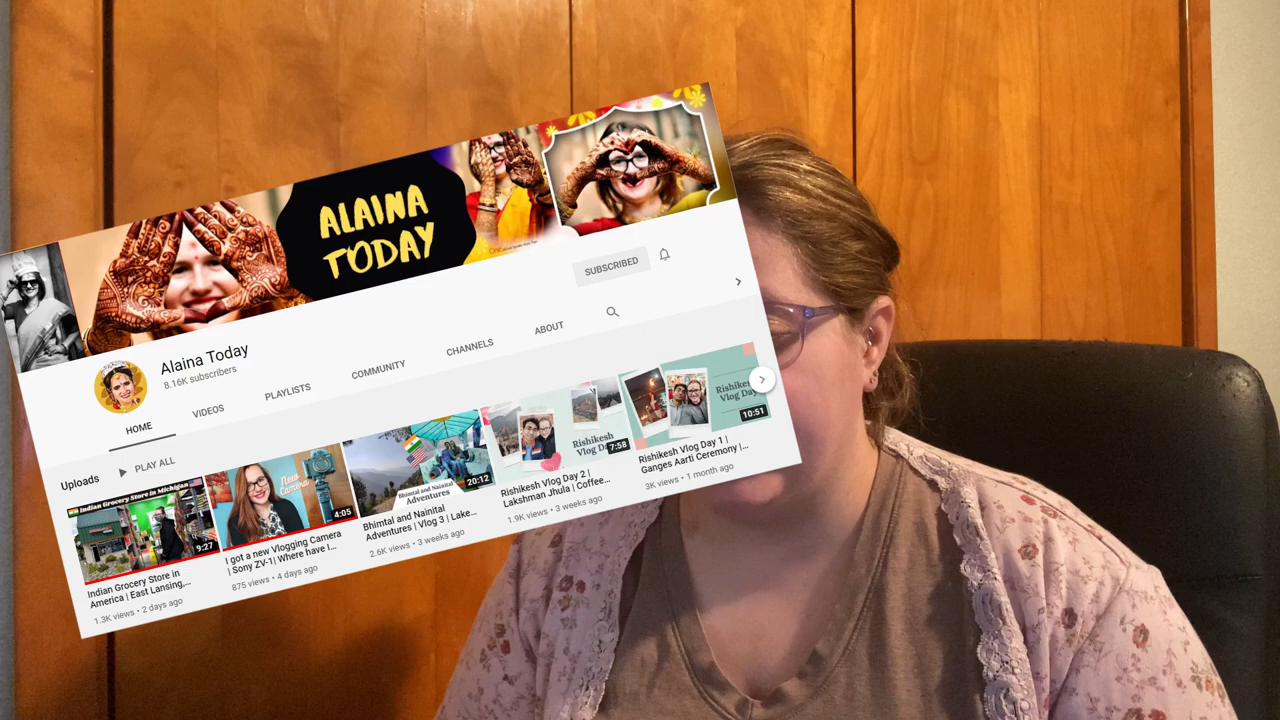 ALAINA
TODAY
SUBSCRIBED
Alaina Today
8.16K subscribers
HOME
VIDEOS
PLAYLISTS
COMMUNITY
CHANNELS
ABOUT
Uploads
PLAY ALL
Indian Grocery Store in Michigan
9:27
Indian Grocery Store in
America | East Lansing,...
1.3K views • 2 days ago
New
Camera
4:05
I got a new Vlogging Camera
| Sony ZV-1| Where have I...
875 views • 4 days ago
Bhimtal and Nainital
Adventures
20:12
Bhimtal and Nainital
Adventures | Vlog 3 | Lake...
2.6K views • 3 weeks ago
Rishikesh
Vlog
7:58
Rishikesh Vlog Day 2 |
Lakshman Jhula | Coffee...
1.9K views • 3 weeks ago
Rishikesh
Vlog Day
10:51
Rishikesh Vlog Day 1 |
Ganges Aarti Ceremony |...
3K views • 1 month ago